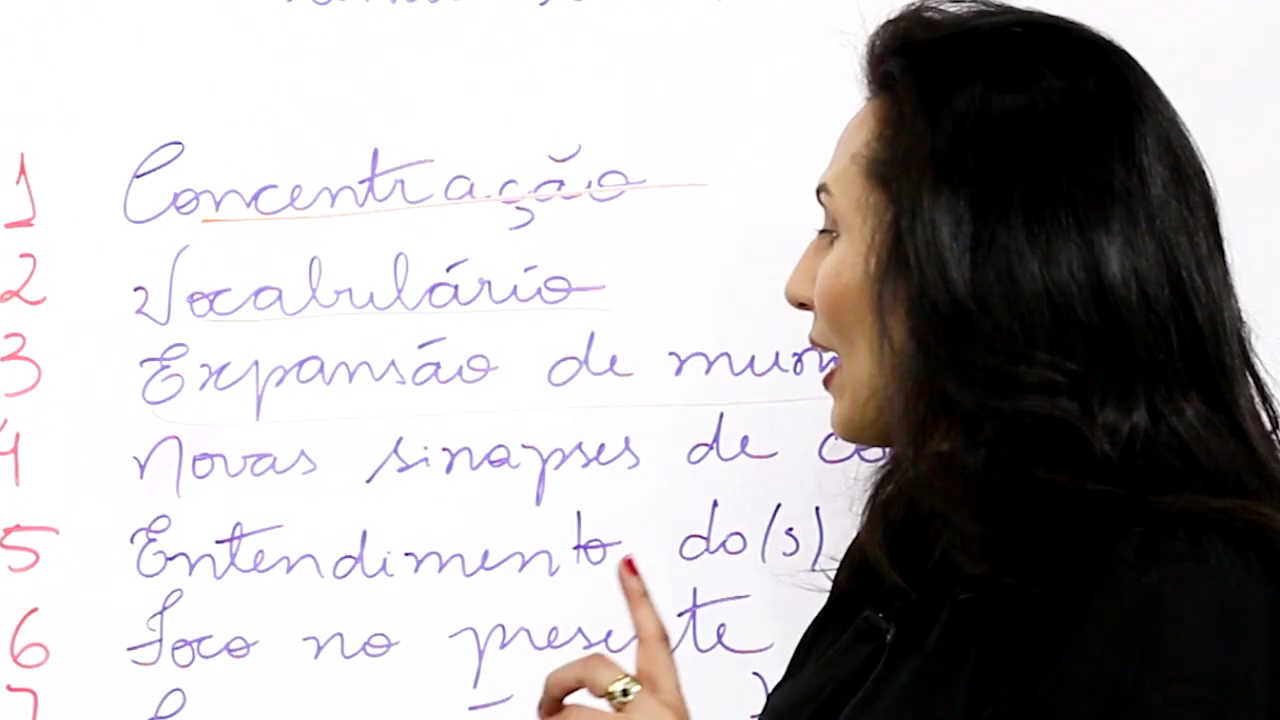 1 Concentração
2 Vocabulário
3 Expansão de mun
4 Novas sinapses de co
5 Entendimento do(s)
6 Foco no presente
7